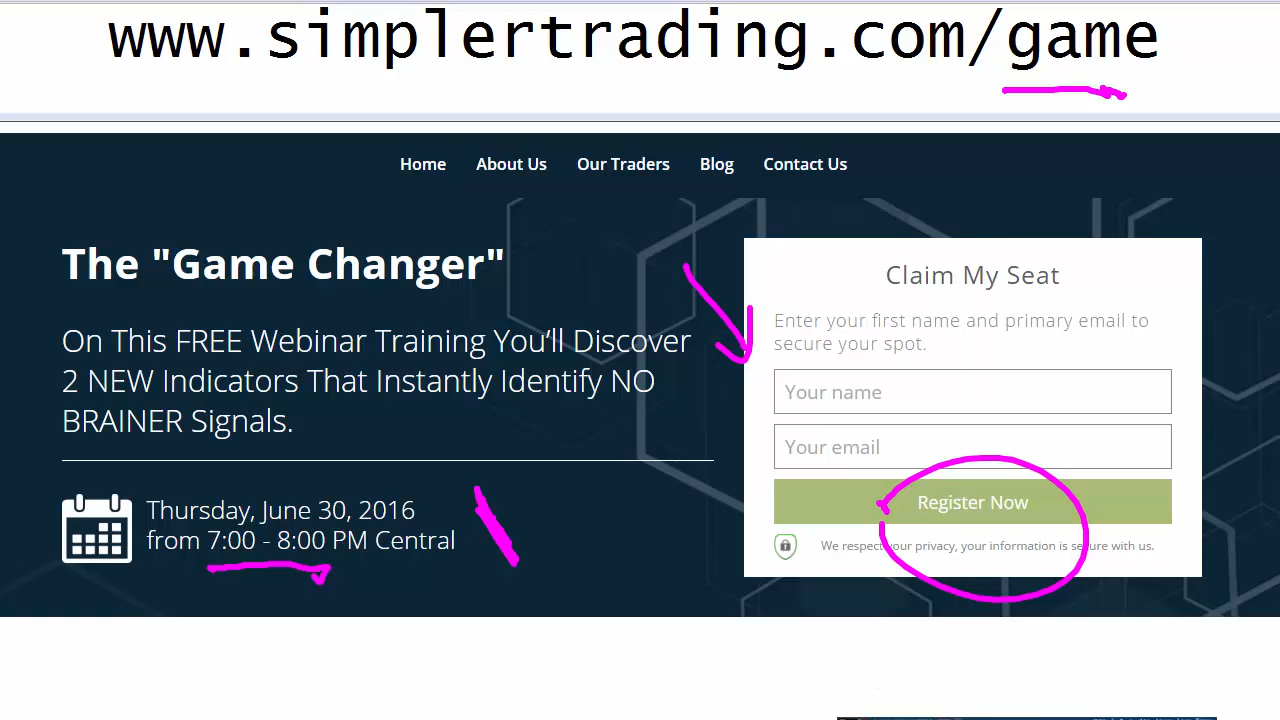 www.simplertrading.com/game
Home About Us Our Traders Blog Contact Us
The "Game Changer"
On This FREE Webinar Training You'll Discover
2 NEW Indicators That Instantly Identify NO
BRAINER Signals.
Thursday, June 30, 2016
from 7:00 - 8:00 PM Central
Claim My Seat
Enter your first name and primary email to
secure your spot.
Your name
Your email
Register Now
We respect your privacy, your information is secure with us.